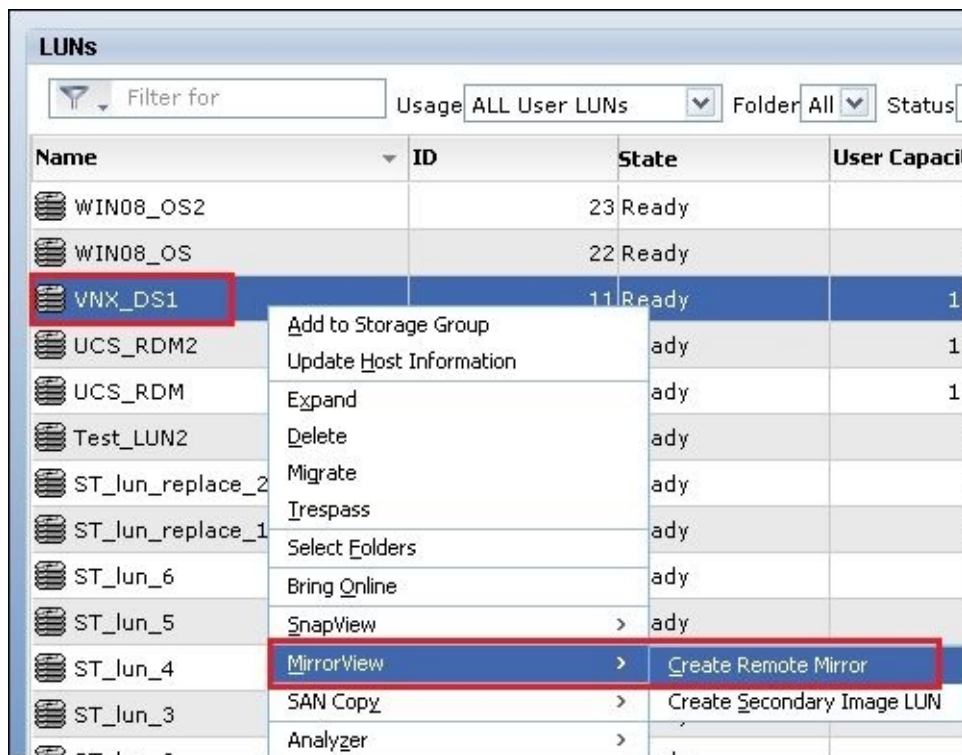 LUNs
Filter for Usage ALL User LUNs Folder All Status
Name ID State User Capaci
WIN08_OS2 23 Ready
WIN08_OS 22 Ready
VNX_DS1 11 Ready 1
Add to Storage Group
UCS_RDM2 ady 1
Update Host Information
UCS_RDM Expand ady 1
Test_LUN2 Delete ady
ST_lun_replace_2 Migrate ady
ST_lun_replace_1 Trespass ady
Select Folders
ST_lun_6 Bring Online ady
ST_lun_5 SnapView > ady
ST_lun_4 MirrorView > Create Remote Mirror
ST_lun_3 SAN Copy > Create Secondary Image LUN
Analyzer >